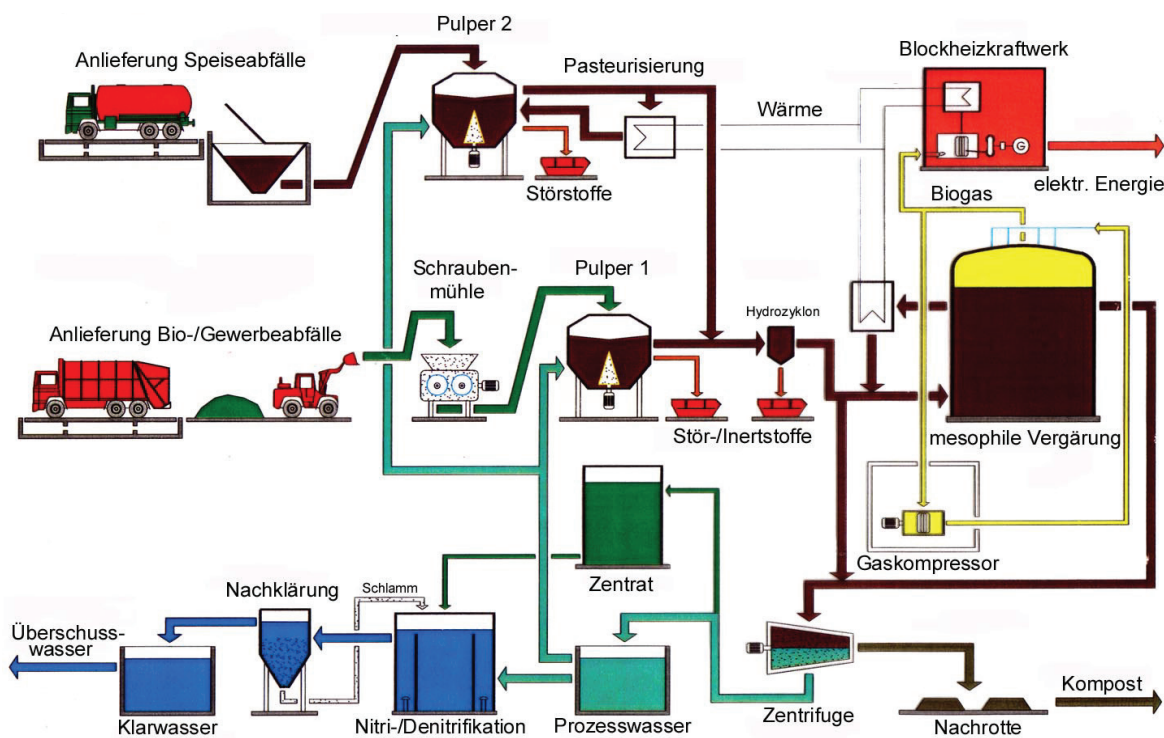 Pulper 2
Anlieferung Speiseabfälle
Pasteurisierung
Blockheizkraftwerk
Wärme
G
Störstoffe
Biogas
elektr. Energie
Schrauben-
mühle
Pulper 1
Anlieferung Bio-/Gewerbeabfälle
Hydrozyklon
Stör-/Inertstoffe
mesophile Vergärung
Gaskompressor
Zentrat
Nachklärung
Schlamm
Überschuss-
wasser
Klarwasser
Nitri-/Denitrifikation
Prozesswasser
Zentrifuge
Nachrotte
Kompost